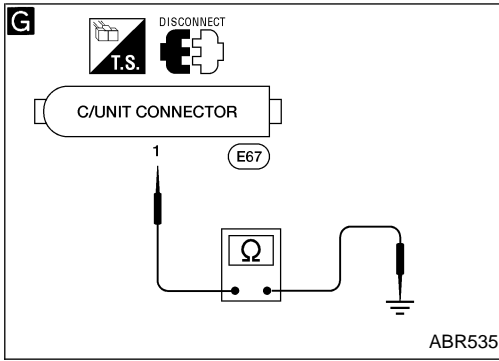 G
DISCONNECT
T.S.
C/UNIT CONNECTOR
1
E67
Ω
ABR535